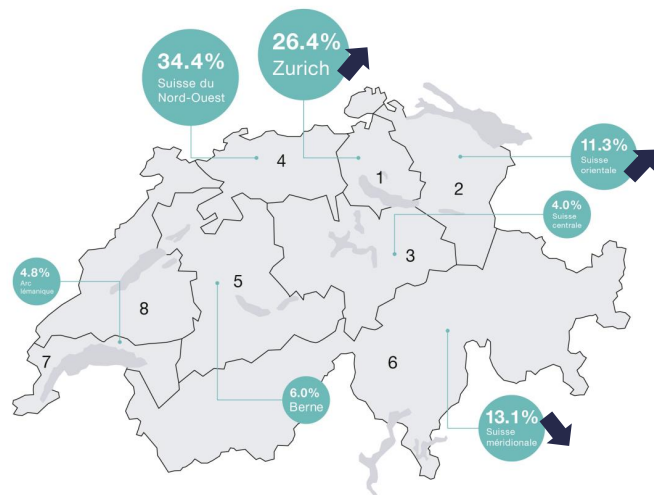 34.4%
Suisse du
Nord-Ouest
26.4%
Zurich
11.3%
Suisse
orientale
4.0%
Suisse
centrale
4.8%
Arc
lémanique
6.0%
Berne
13.1%
Suisse
méridionale
1
2
3
4
5
6
7
8